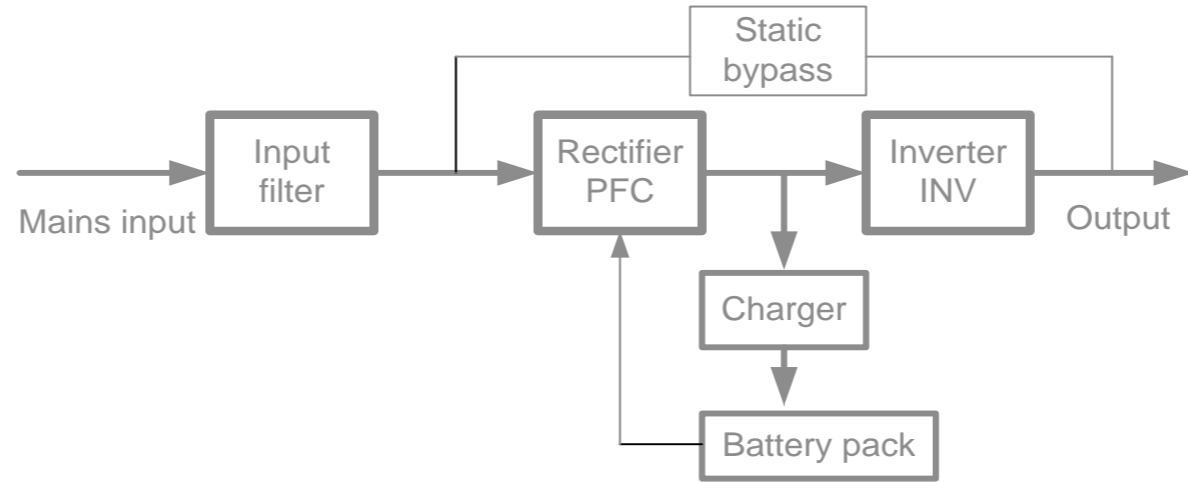 Static
bypass
Input
filter
Rectifier
PFC
Inverter
INV
Mains input
Output
Charger
Battery pack